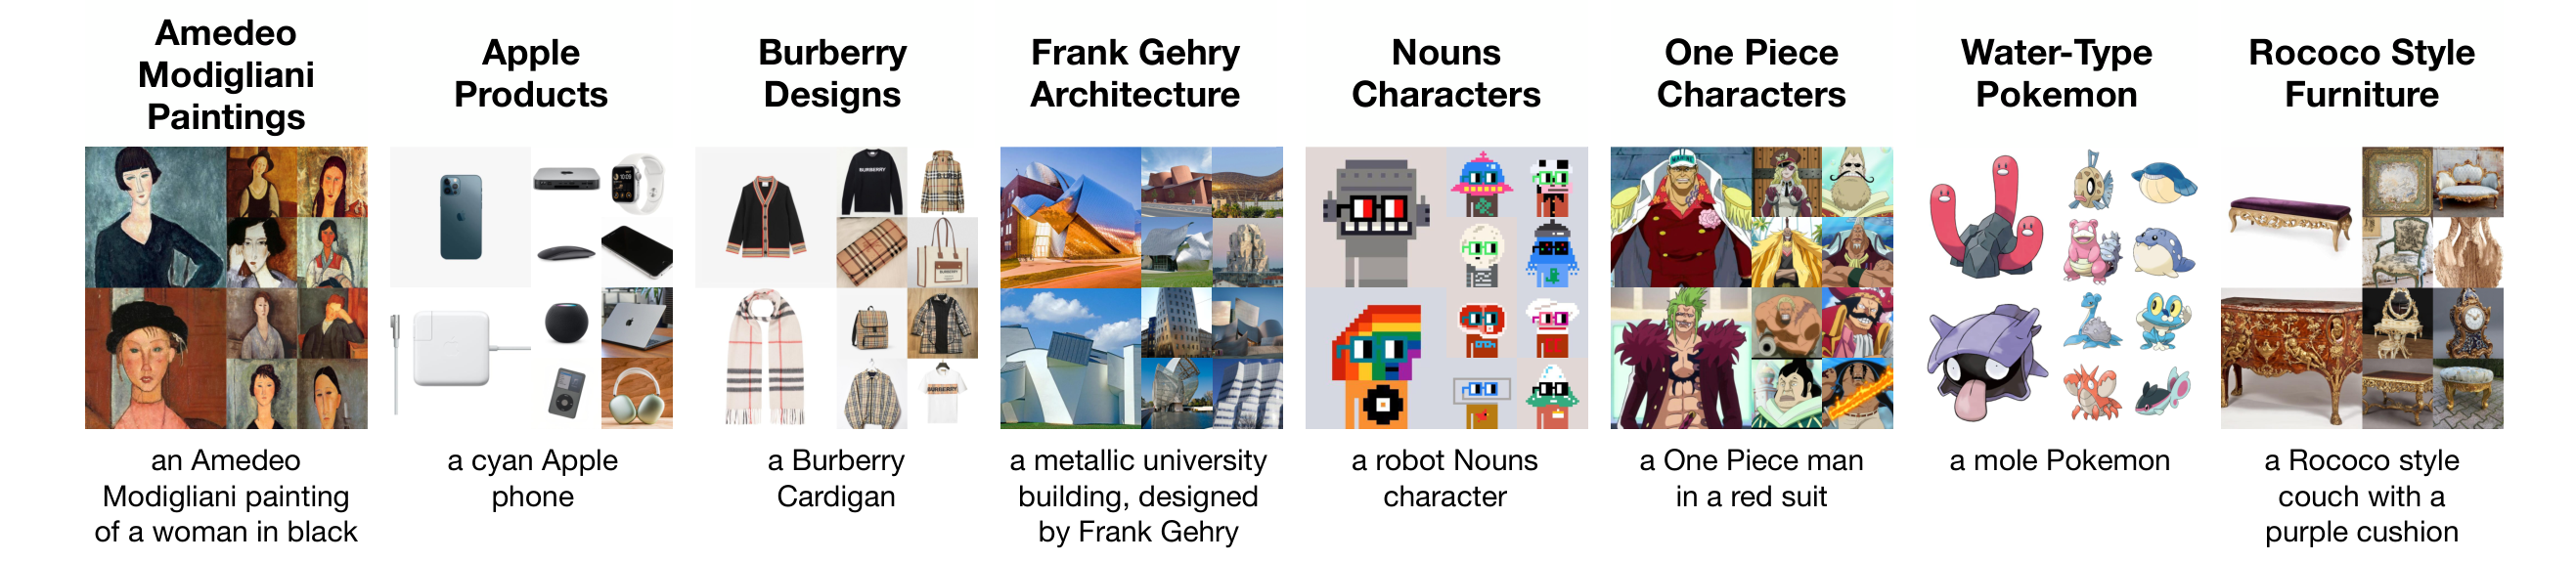 Amedeo
Modigliani
Paintings
Apple
Products
Burberry
Designs
Frank Gehry
Architecture
Nouns
Characters
One Piece
Characters
Water-Type
Pokemon
Rococo Style
Furniture
BURBERRY
BURBERRY
an Amedeo
Modigliani painting
of a woman in black
a cyan Apple
phone
a Burberry
Cardigan
a metallic university
building, designed
by Frank Gehry
a robot Nouns
character
a One Piece man
in a red suit
a mole Pokemon
a Rococo style
couch with a
purple cushion